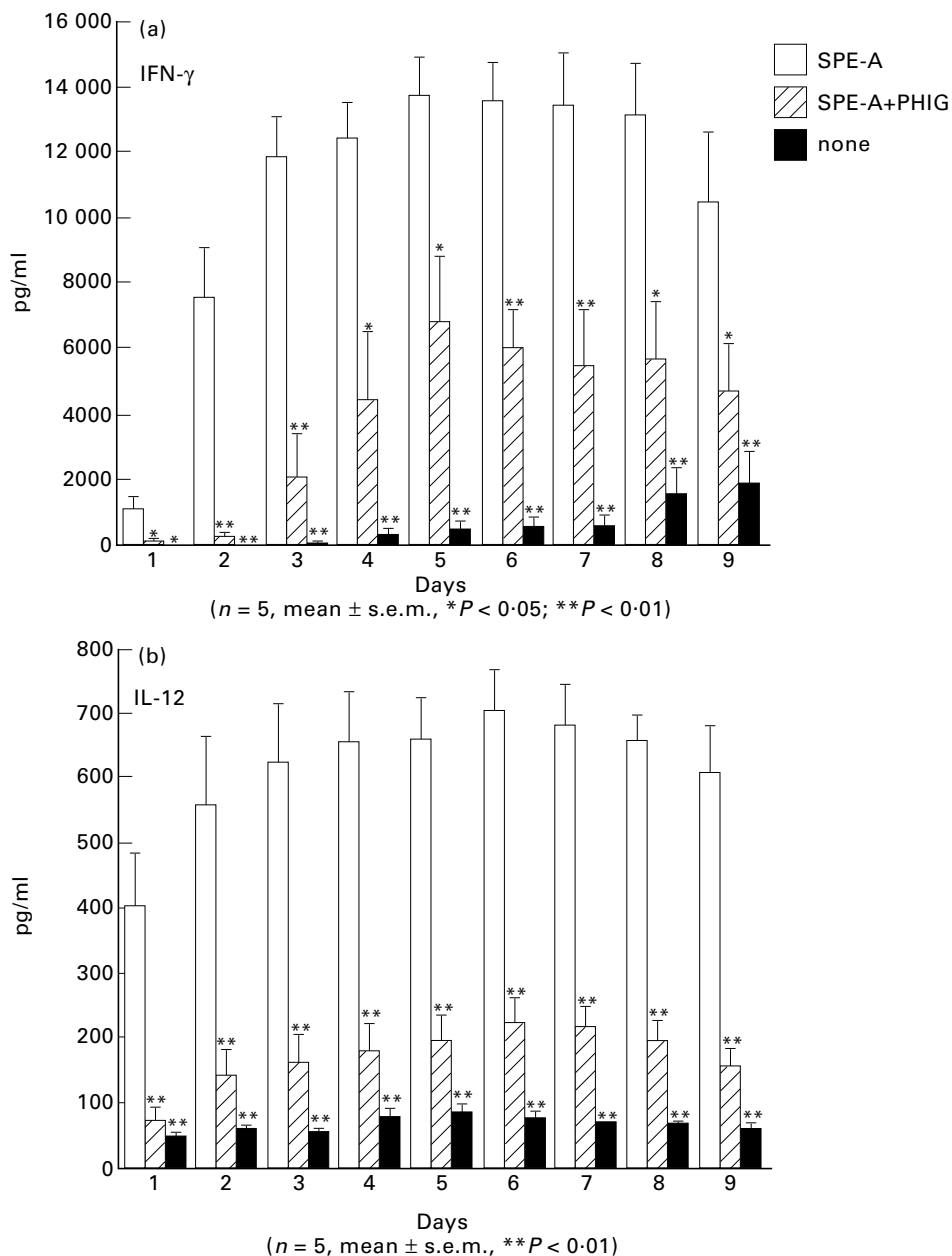 16 000
(a)
IFN-γ
14 000
12 000
10 000
8000
6000
4000
2000
0
pg/ml
SPE-A
SPE-A+PHIG
none
* *
** **
** **
* **
* **
** **
** **
* **
* **
1 2 3 4 5 6 7 8 9
Days
(n = 5, mean ± s.e.m., *P < 0·05; **P < 0·01)
800
(b)
IL-12
700
600
500
400
300
200
100
0
pg/ml
** **
** **
** **
** **
** **
** **
** **
** **
** **
1 2 3 4 5 6 7 8 9
Days
(n = 5, mean ± s.e.m., **P < 0·01)